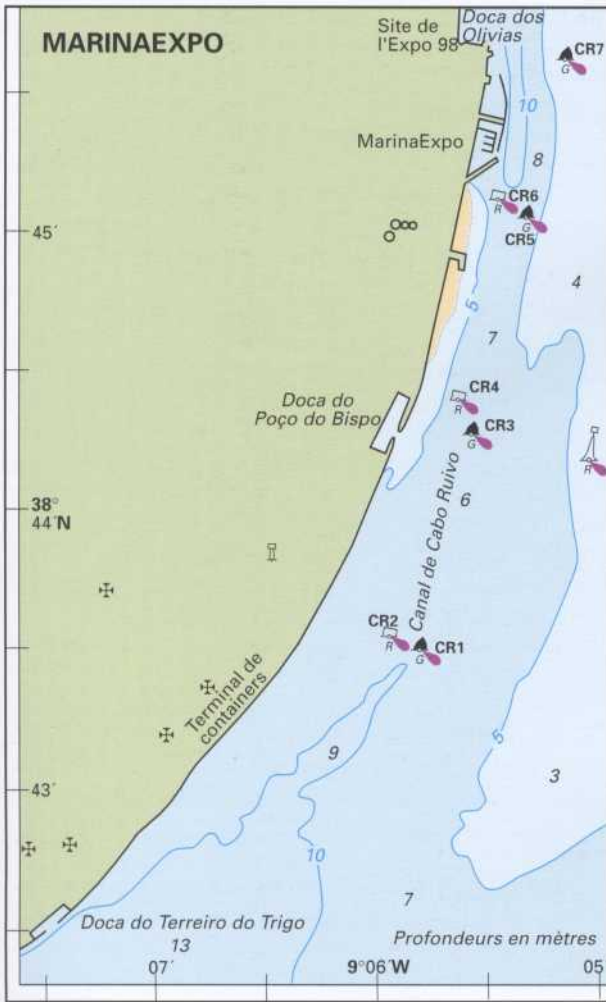 MARINAEXPO
Site de
l'Expo 98
Doca dos
Olivias
CR7
G
10
MarinaExpo
8
CR6
R
G
CR5
45´
4
5
7
Doca do
Poço do Bispo
CR4
R
CR3
G
R
38°
44´N
6
Canal de Cabo Ruivo
CR2
R
CR1
G
Terminal de
containers
9
5
3
43´
10
7
Doca do Terreiro do Trigo
13
Profondeurs en mètres
07´
9°06´W
05